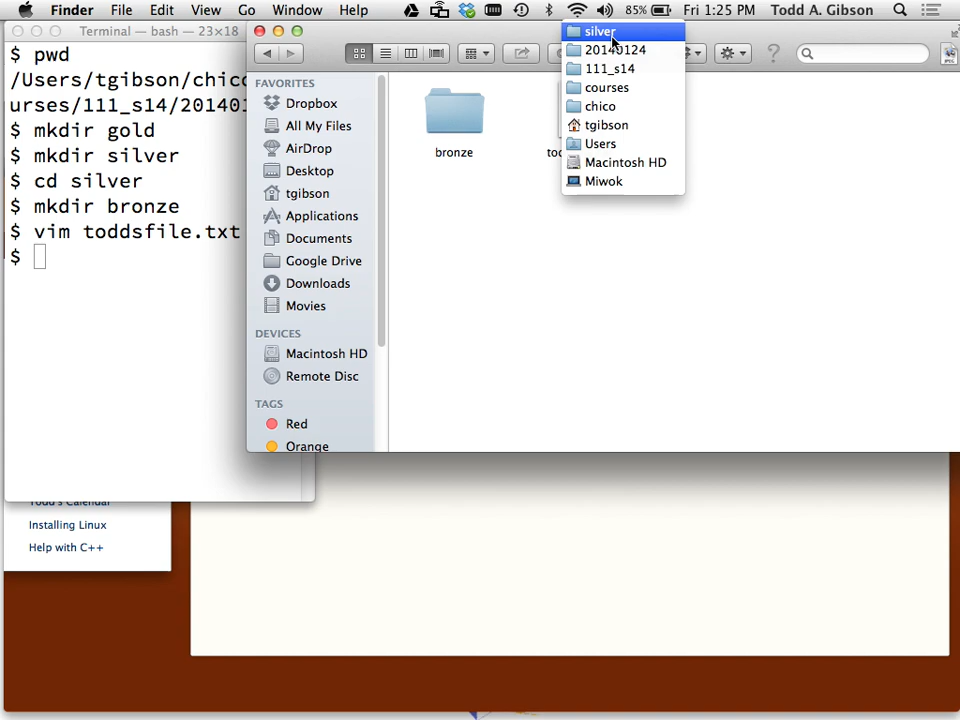 Finder File Edit View Go Window Help 85% Fri 1:25 PM Todd A. Gibson
Terminal — bash — 23×18
$ pwd
/Users/tgibson/chico
urses/111_s14/201401
$ mkdir gold
$ mkdir silver
$ cd silver
$ mkdir bronze
$ vim toddsfile.txt
$
silver
20140124
111_s14
courses
chico
tgibson
Users
Macintosh HD
Miwok
FAVORITES
Dropbox
All My Files
AirDrop
Desktop
tgibson
Applications
Documents
Google Drive
Downloads
Movies
DEVICES
Macintosh HD
Remote Disc
TAGS
Red
Orange
bronze
Todd's Calendar
Installing Linux
Help with C++